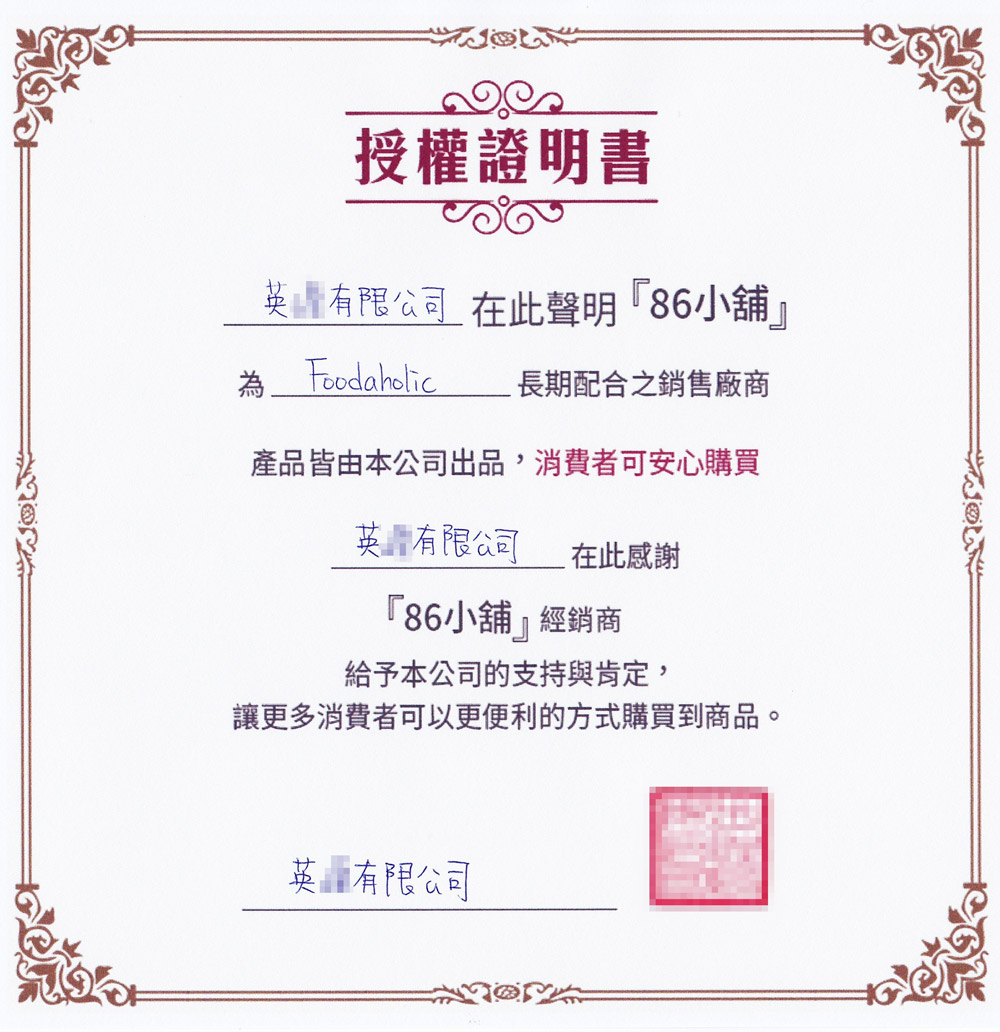 授權證明書
英 有限公司 在此聲明『86小舖』
為 Foodaholic 長期配合之銷售廠商
產品皆由本公司出品，消費者可安心購買
英 有限公司 在此感謝
『86小舖』經銷商
給予本公司的支持與肯定，
讓更多消費者可以更便利的方式購買到商品。
英 有限公司